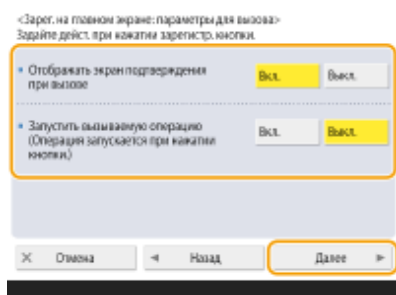 <Зарег. на главном экране: параметры для вызова>
Задайте дейст. при нажатии зарегистр. кнопки.
• Отображать экран подтверждения Вкл. Выкл.
при вызове
• Запустить вызываемую операцию Вкл. Выкл.
(Операция запускается при нажатии
кнопки.)
× Отмена ◄ Назад Далее ►